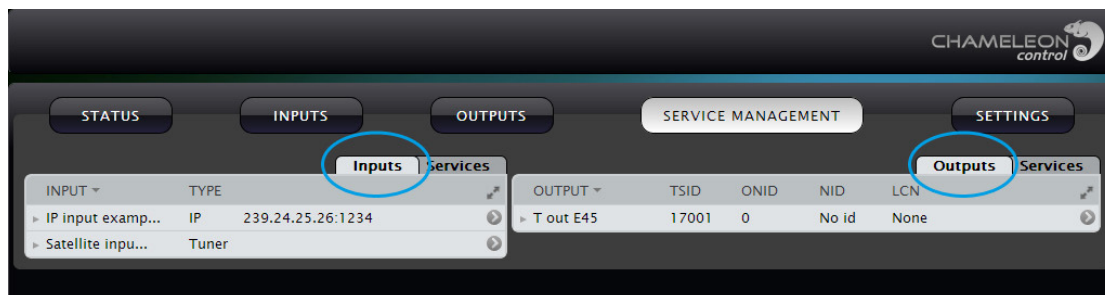 CHAMELEON
control
STATUS INPUTS OUTPUTS SERVICE MANAGEMENT SETTINGS
Inputs Services Outputs Services
INPUT TYPE OUTPUT TSID ONID NID LCN
IP input examp... IP 239.24.25.26:1234 T out E45 17001 0 No id None
Satellite inpu... Tuner